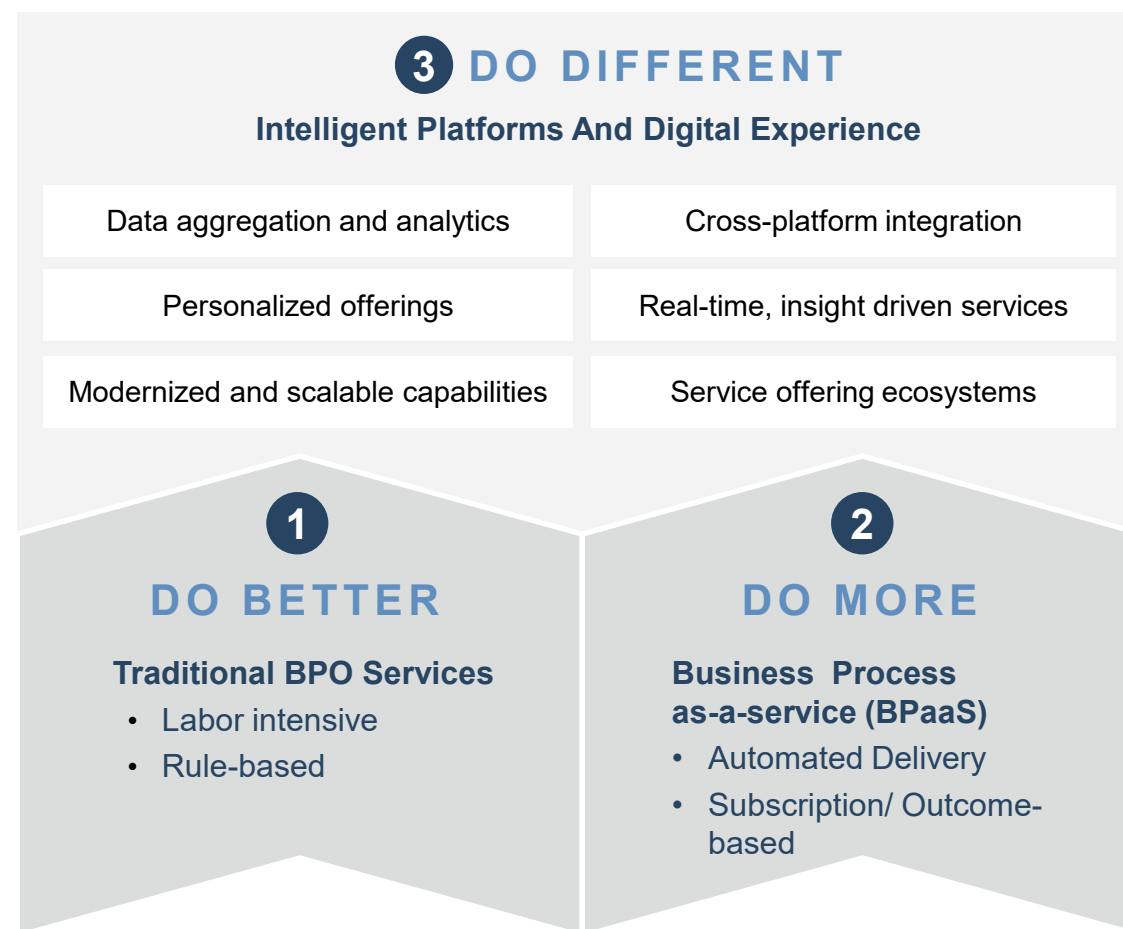 3 DO DIFFERENT
Intelligent Platforms And Digital Experience
Data aggregation and analytics
Cross-platform integration
Personalized offerings
Real-time, insight driven services
Modernized and scalable capabilities
Service offering ecosystems
1
DO BETTER
Traditional BPO Services
• Labor intensive
• Rule-based
2
DO MORE
Business Process
as-a-service (BPaaS)
• Automated Delivery
• Subscription/ Outcome-
based